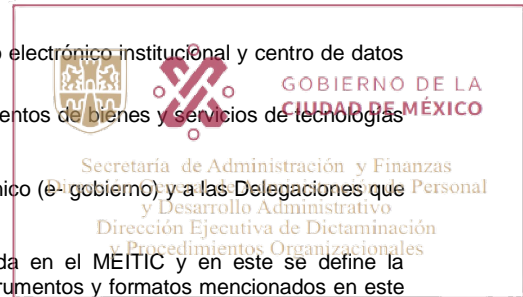 electrónico institucional y centro de datos
GOBIERNO DE LA
CIUDAD DE MÉXICO
entos de bienes y servicios de tecnologías
Secretaría de Administración y Finanzas
nico (e- gobierno) y a las Delegaciones que
Personal
y Desarrollo Administrativo
Dirección Ejecutiva de Dictaminación
y Procedimientos Organizacionales
da en el MEITIC y en este se define la
trumentos y formatos mencionados en este